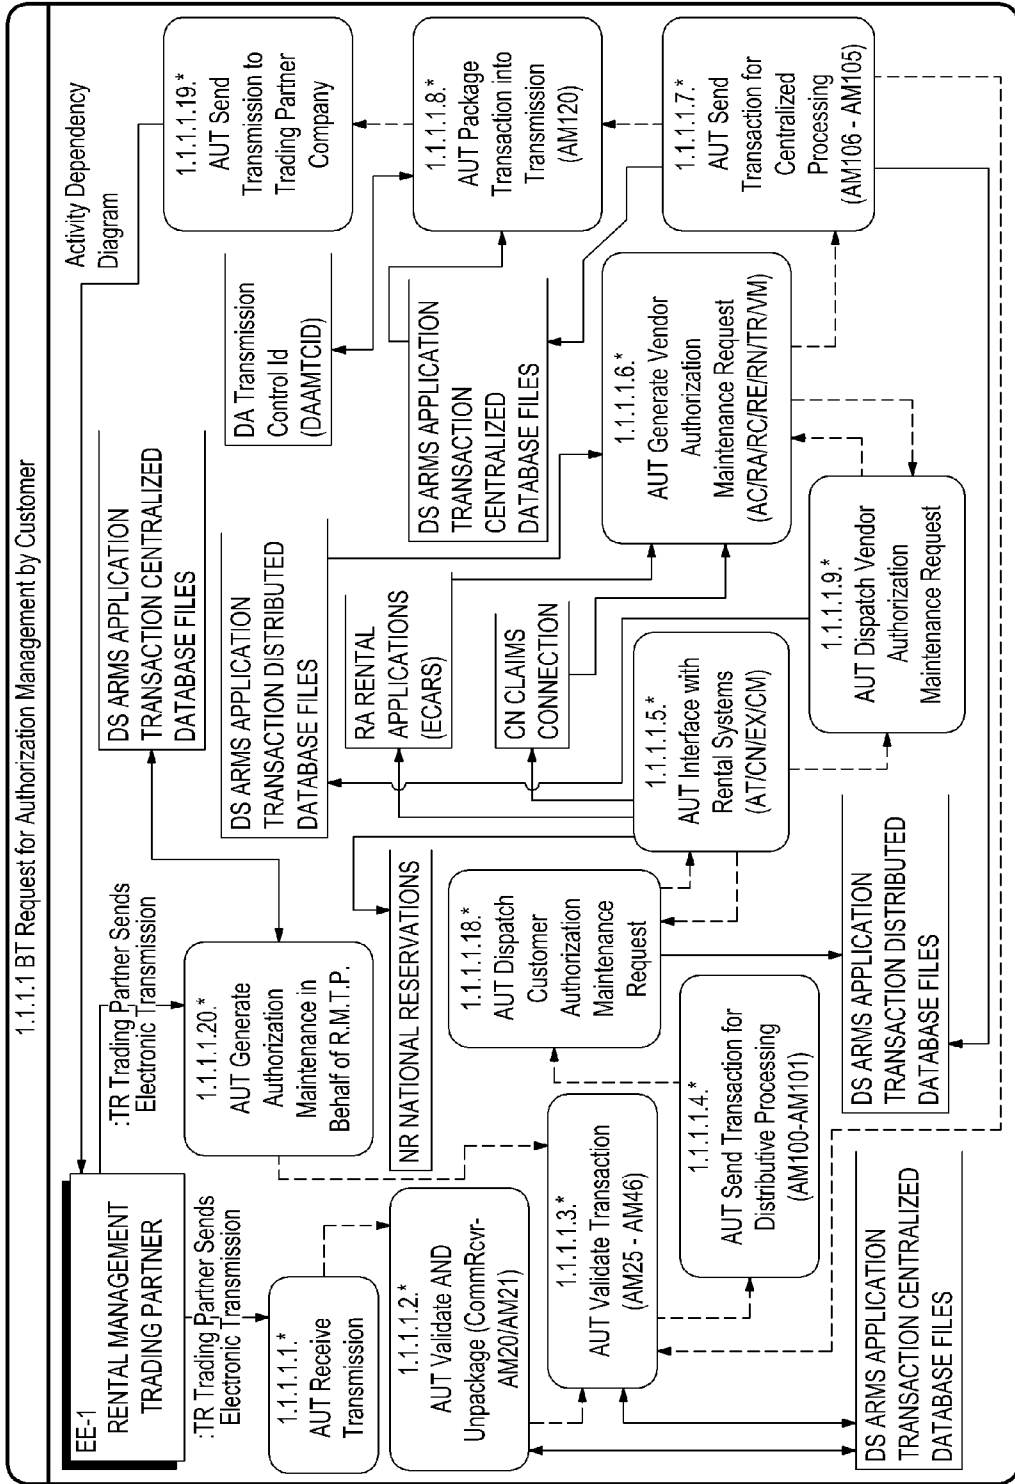 1.1.1 BT Request for Authorization Management by Customer
Activity Dependency
Diagram
EE-1
RENTAL MANAGEMENT
TRADING PARTNER
:TR Trading Partner Sends
Electronic Transmission
:TR Trading Partner Sends
Electronic Transmission
1.1.1.1.1.*
AUT Receive
Transmission
1.1.1.1.20.*
AUT Generate
Authorization
Maintenance in
Behalf of R.M.T.P.
DS ARMS APPLICATION
TRANSACTION CENTRALIZED
DATABASE FILES
1.1.1.1.19.*
AUT Send
Transmission to
Trading Partner
Company
DA Transmission
Control Id
(DAAMTCID)
DS ARMS APPLICATION
TRANSACTION DISTRIBUTED
DATABASE FILES
1.1.1.1.2.*
AUT Validate AND
Unpackage (CommRcvr-
AM20/AM21)
NR NATIONAL RESERVATIONS
RA RENTAL
APPLICATIONS
(ECARS)
DS ARMS APPLICATION
TRANSACTION
CENTRALIZED
DATABASE FILES
1.1.1.1.8.*
AUT Package
Transaction into
Transmission
(AM120)
1.1.1.1.18.*
AUT Dispatch
Customer
Authorization
Maintenance
Request
CN CLAIMS
CONNECTION
1.1.1.1.3.*
AUT Validate Transaction
(AM25 - AM46)
1.1.1.1.5.*
AUT Interface with
Rental Systems
(AT/CN/EX/CM)
1.1.1.1.6.*
AUT Generate Vendor
Authorization
Maintenance Request
(AC/RA/RC/RE/RN/TR/VM)
1.1.1.1.7.*
AUT Send
Transaction for
Centralized
Processing
(AM106 - AM105)
1.1.1.1.4.*
AUT Send Transaction for
Distributive Processing
(AM100-AM101)
1.1.1.1.9.*
AUT Dispatch Vendor
Authorization
Maintenance Request
DS ARMS APPLICATION
TRANSACTION CENTRALIZED
DATABASE FILES
DS ARMS APPLICATION
TRANSACTION DISTRIBUTED
DATABASE FILES